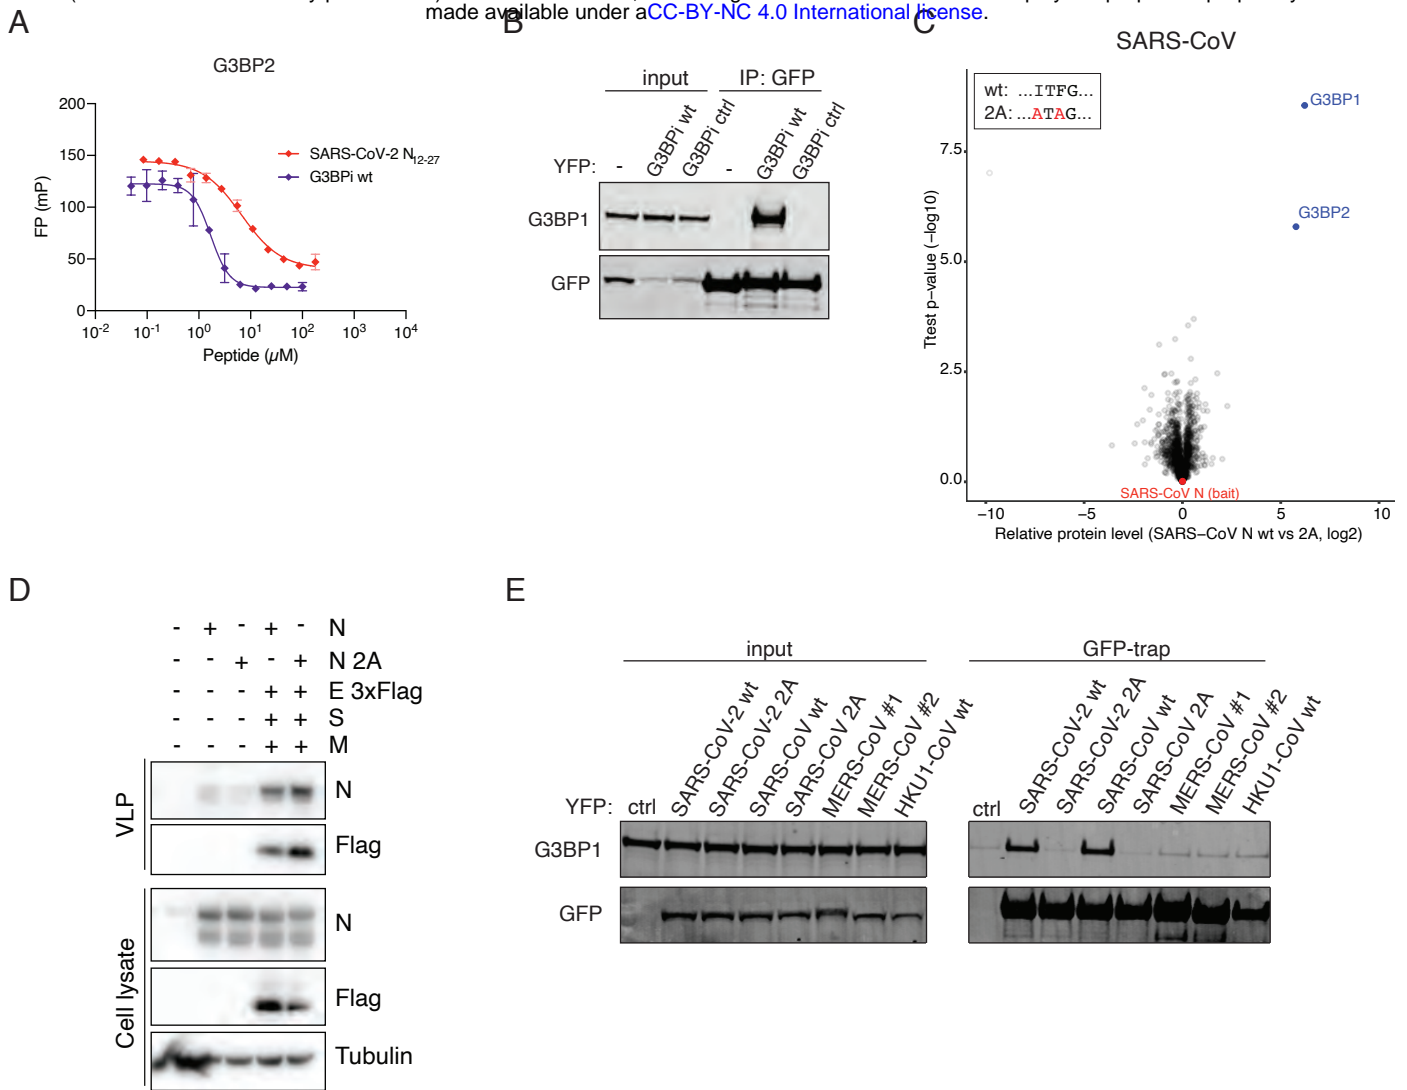 made available under aCC-BY-NC 4.0 International license.
A
G3BP2
200
150
100
50
0
FP (mP)
10-2 10-1 100 101 102 103 104
Peptide (µM)
SARS-CoV-2 N12-27
G3BPi wt
B
input IP: GFP
YFP: - G3BPi wt G3BPi ctrl - G3BPi wt G3BPi ctrl
G3BP1
GFP
C
SARS-CoV
wt: ...ITFG...
2A: ...ATAG...
G3BP1
G3BP2
7.5
5.0
2.5
0.0
Ttest p-value (-log10)
SARS-CoV N (bait)
−10 −5 0 5 10
Relative protein level (SARS−CoV N wt vs 2A, log2)
D
- + - + - N
- - + - + N 2A
- - - + + E 3xFlag
- - - + + S
- - - + + M
VLP
N
Flag
Cell lysate
N
Flag
Tubulin
E
input GFP-trap
YFP: ctrl SARS-CoV-2 wt SARS-CoV-2 2A SARS-CoV wt SARS-CoV 2A MERS-CoV #1 MERS-CoV #2 HKU1-CoV wt ctrl SARS-CoV-2 wt SARS-CoV-2 2A SARS-CoV wt SARS-CoV 2A MERS-CoV #1 MERS-CoV #2 HKU1-CoV wt
G3BP1
GFP